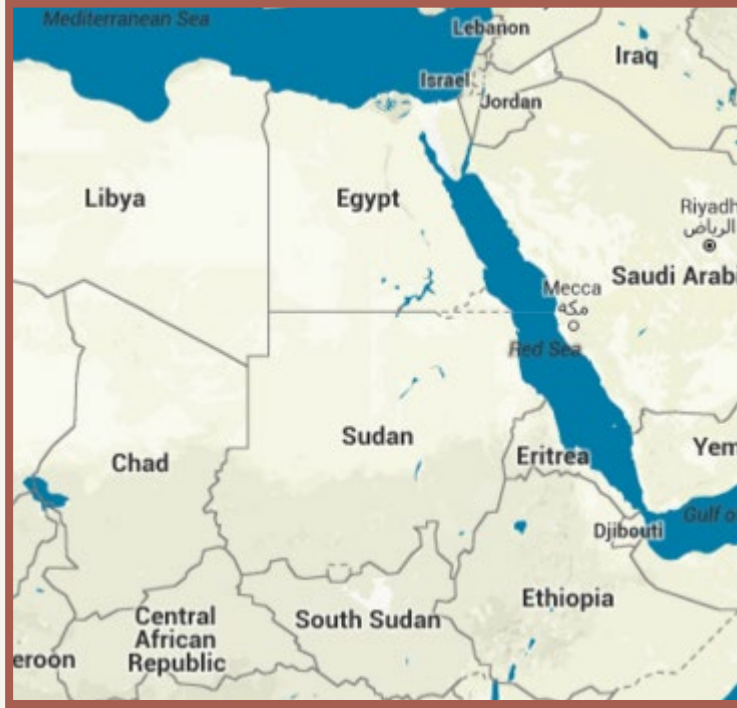 Mediterranean Sea
Lebanon
Iraq
Israel
Jordan
Libya
Egypt
Riyadh
الرياض
Saudi Arabi
Mecca
مكة
Red Sea
Sudan
Chad
Eritrea
Yem
Gulf o
Djibouti
Ethiopia
Central
African
Republic
South Sudan
eroon